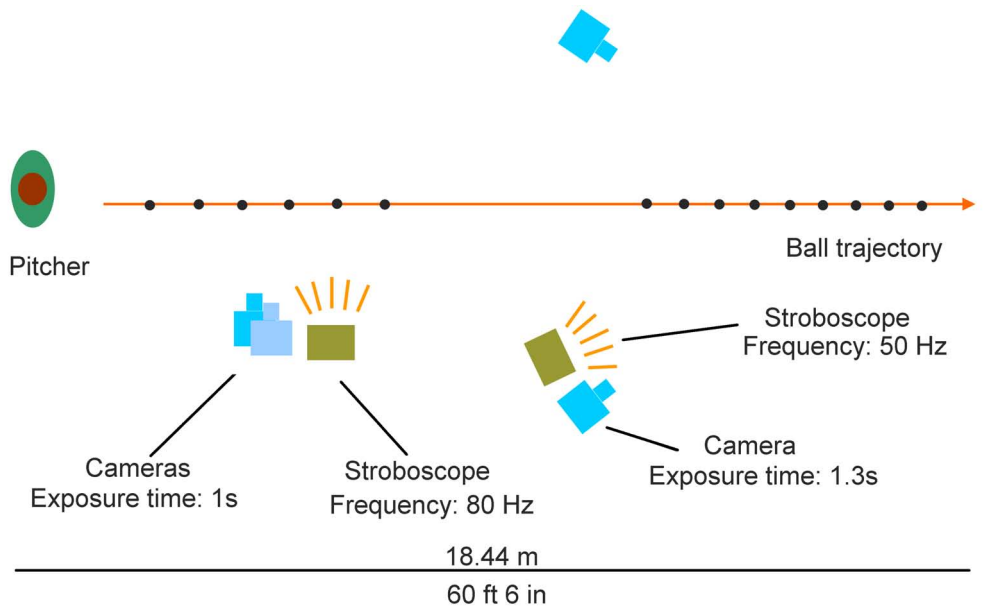 Pitcher
Ball trajectory
Stroboscope
Frequency: 50 Hz
Camera
Exposure time: 1.3s
Cameras
Exposure time: 1s
Stroboscope
Frequency: 80 Hz
18.44 m
60 ft 6 in